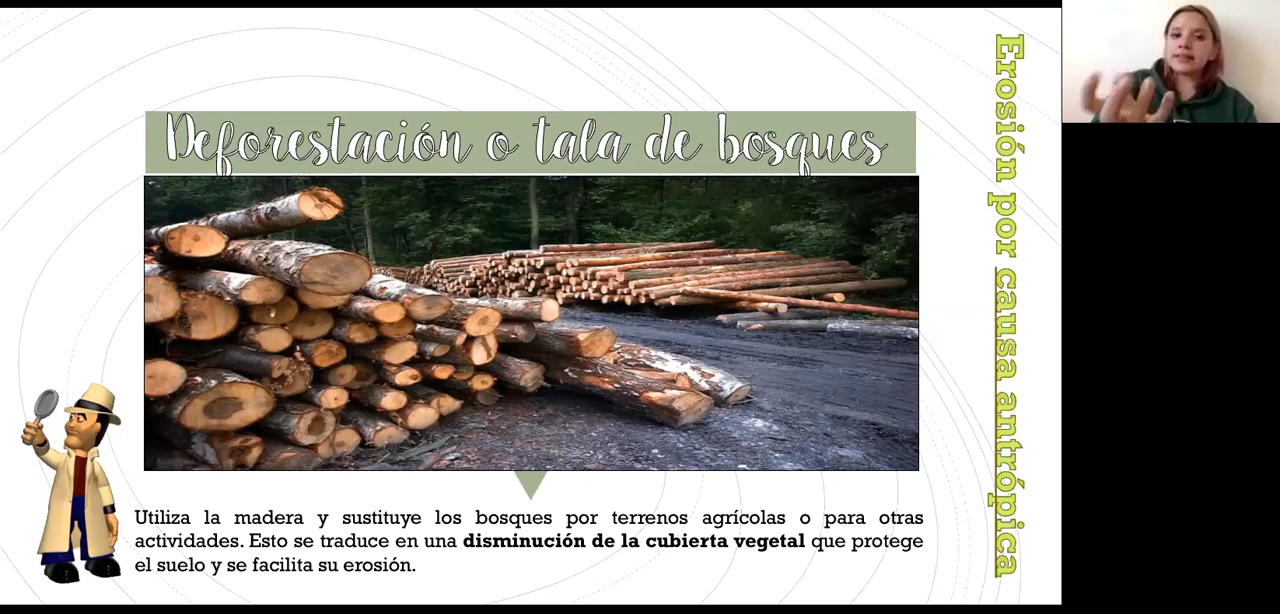 Deforestación o tala de bosques
Erosión por causa antrópica
Utiliza la madera y sustituye los bosques por terrenos agrícolas o para otras
actividades. Esto se traduce en una disminución de la cubierta vegetal que protege
el suelo y se facilita su erosión.